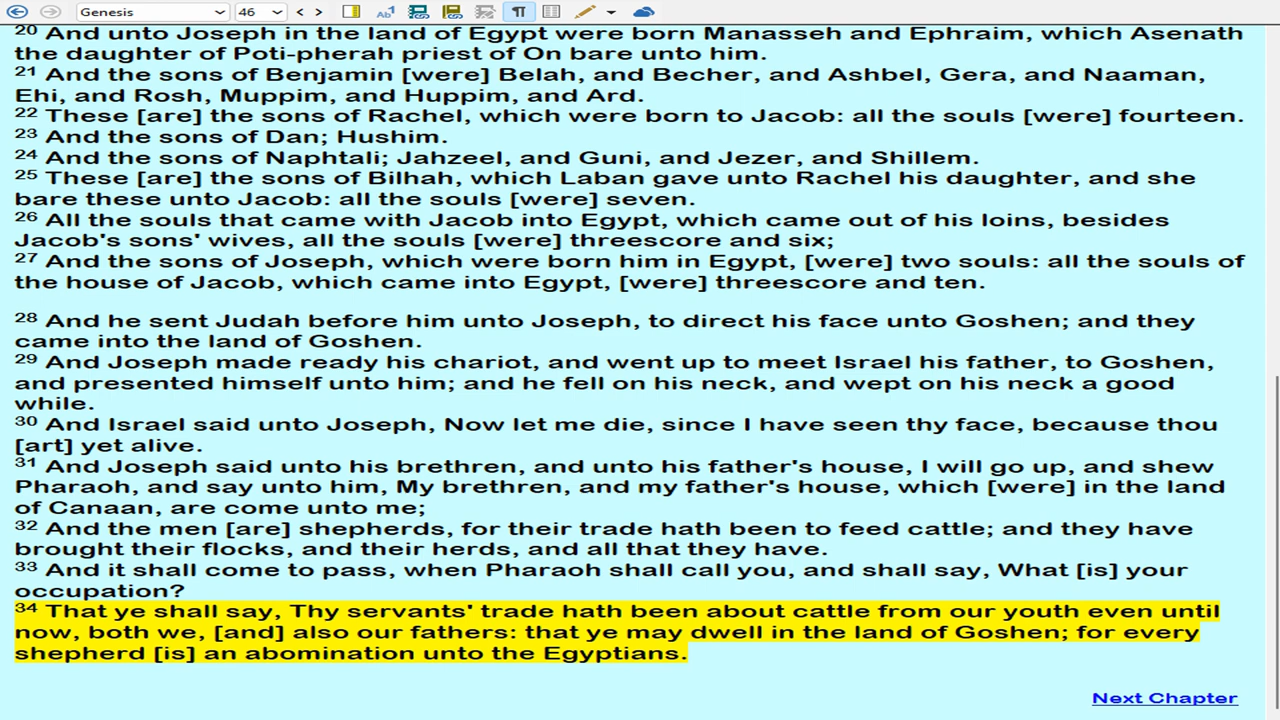 Genesis 46 < >
20 And unto Joseph in the land of Egypt were born Manasseh and Ephraim, which Asenath
the daughter of Poti-pherah priest of On bare unto him.
21 And the sons of Benjamin [were] Belah, and Becher, and Ashbel, Gera, and Naaman,
Ehi, and Rosh, Muppim, and Huppim, and Ard.
22 These [are] the sons of Rachel, which were born to Jacob: all the souls [were] fourteen.
23 And the sons of Dan; Hushim.
24 And the sons of Naphtali; Jahzeel, and Guni, and Jezer, and Shillem.
25 These [are] the sons of Bilhah, which Laban gave unto Rachel his daughter, and she
bare these unto Jacob: all the souls [were] seven.
26 All the souls that came with Jacob into Egypt, which came out of his loins, besides
Jacob's sons' wives, all the souls [were] threescore and six;
27 And the sons of Joseph, which were born him in Egypt, [were] two souls: all the souls of
the house of Jacob, which came into Egypt, [were] threescore and ten.
28 And he sent Judah before him unto Joseph, to direct his face unto Goshen; and they
came into the land of Goshen.
29 And Joseph made ready his chariot, and went up to meet Israel his father, to Goshen,
and presented himself unto him; and he fell on his neck, and wept on his neck a good
while.
30 And Israel said unto Joseph, Now let me die, since I have seen thy face, because thou
[art] yet alive.
31 And Joseph said unto his brethren, and unto his father's house, I will go up, and shew
Pharaoh, and say unto him, My brethren, and my father's house, which [were] in the land
of Canaan, are come unto me;
32 And the men [are] shepherds, for their trade hath been to feed cattle; and they have
brought their flocks, and their herds, and all that they have.
33 And it shall come to pass, when Pharaoh shall call you, and shall say, What [is] your
occupation?
34 That ye shall say, Thy servants' trade hath been about cattle from our youth even until
now, both we, [and] also our fathers: that ye may dwell in the land of Goshen; for every
shepherd [is] an abomination unto the Egyptians.
Next Chapter